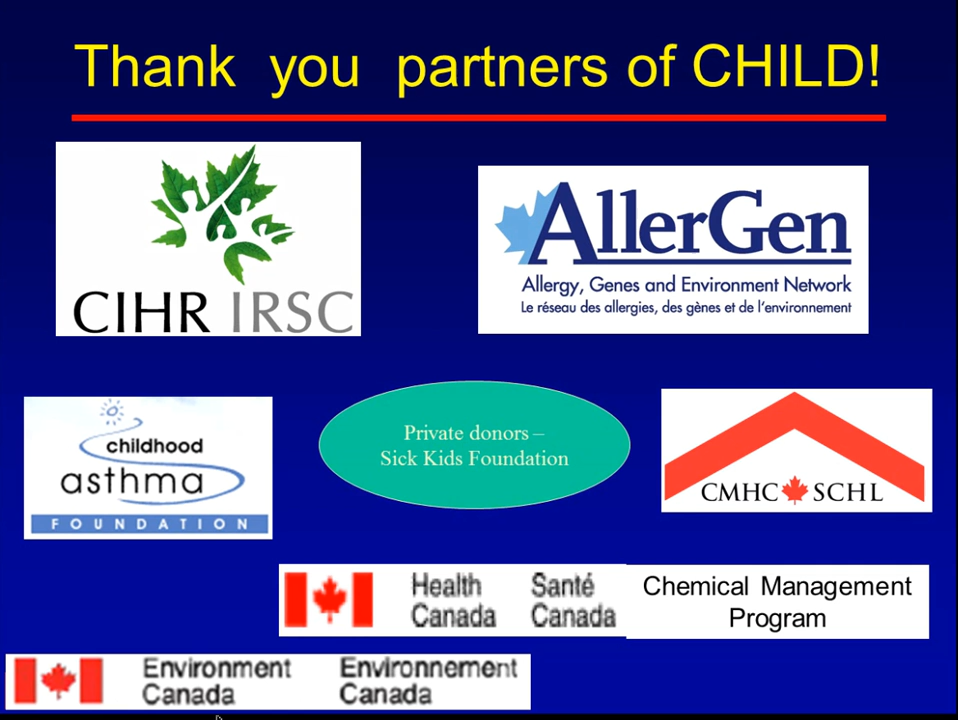 Thank you partners of CHILD!
CIHR IRSC
AllerGen
Allergy, Genes and Environment Network
Le réseau des allergies, des gènes et de l'environnement
childhood
asthma
FOUNDATION
Private donors –
Sick Kids Foundation
CMHC SCHL
Health Santé
Canada Canada
Chemical Management
Program
Environment Environnement
Canada Canada